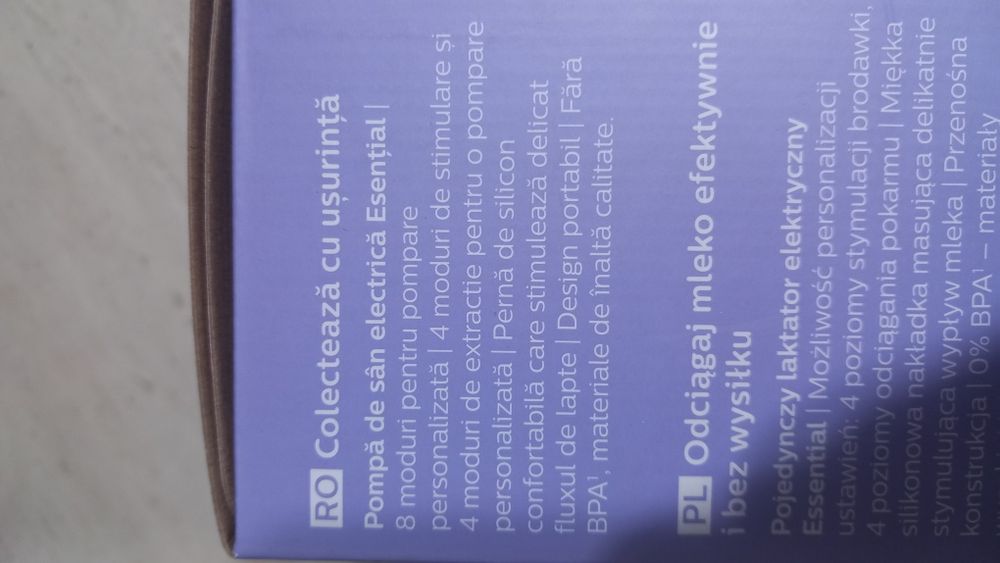 RO Colectează cu ușurință
Pompă de sân electrică Esențial |
8 moduri pentru pompare
personalizată | 4 moduri de stimulare și
4 moduri de extractie pentru o pompare
personalizată | Pernă de silicon
confortabilă care stimulează delicat
fluxul de lapte | Design portabil | Fără
BPA¹, materiale de înaltă calitate.
PL Odciągaj mleko efektywnie
i bez wysiłku
Pojedynczy laktator elektryczny
Essential | Możliwość personalizacji
ustawień: 4 poziomy stymulacji brodawki,
4 poziomy odciągania pokarmu | Miękka
silikonowa nakładka masująca delikatnie
stymulująca wypływ mleka | Przenośna
konstrukcja | 0% BPA¹ – materiały